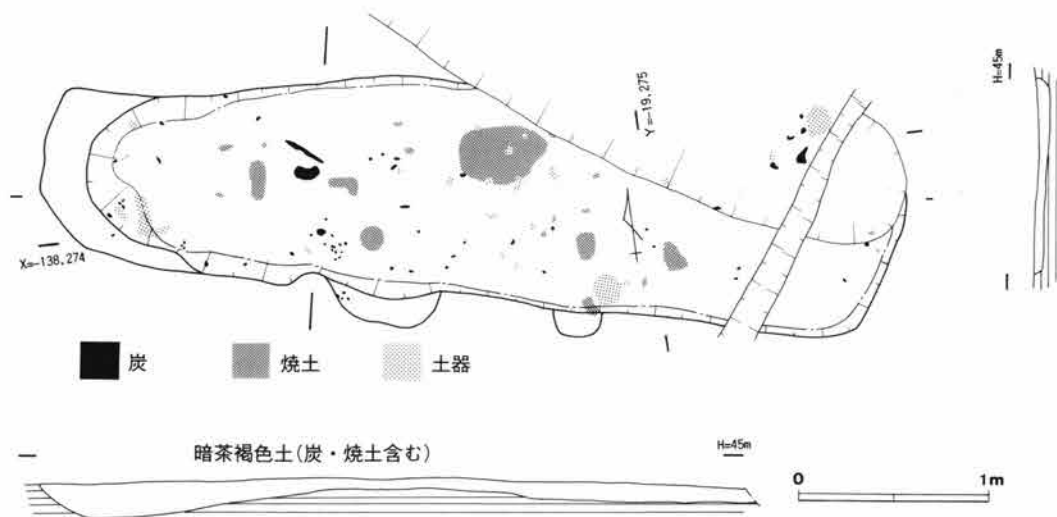 H=45m
Y=-19,275
X=-138,274
炭
焼土
土器
暗茶褐色土(炭・焼土含む)
H=45m
0 1m